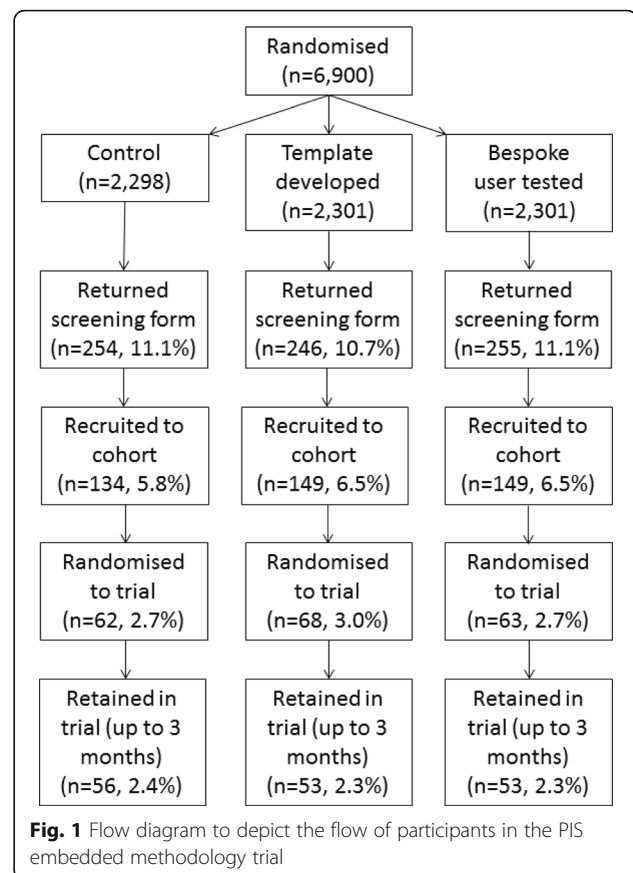 Randomised
(n=6,900)
Control
(n=2,298)
Template
developed
(n=2,301)
Bespoke
user tested
(n=2,301)
Returned
screening form
(n=254, 11.1%)
Returned
screening form
(n=246, 10.7%)
Returned
screening form
(n=255, 11.1%)
Recruited to
cohort
(n=134, 5.8%)
Recruited to
cohort
(n=149, 6.5%)
Recruited to
cohort
(n=149, 6.5%)
Randomised
to trial
(n=62, 2.7%)
Randomised
to trial
(n=68, 3.0%)
Randomised
to trial
(n=63, 2.7%)
Retained in
trial (up to 3
months)
(n=56, 2.4%)
Retained in
trial (up to 3
months)
(n=53, 2.3%)
Retained in
trial (up to 3
months)
(n=53, 2.3%)
Fig. 1 Flow diagram to depict the flow of participants in the PIS
embedded methodology trial